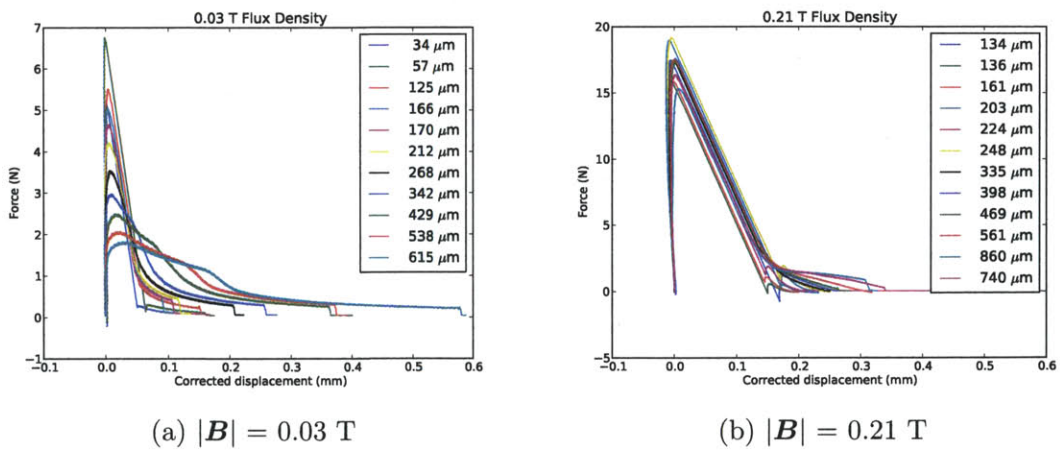 0.03 T Flux Density
7
6
5
4
3
2
1
0
−1
Force (N)
34 μm
57 μm
125 μm
166 μm
170 μm
212 μm
268 μm
342 μm
429 μm
538 μm
615 μm
−0.1 0.0 0.1 0.2 0.3 0.4 0.5 0.6
Corrected displacement (mm)
(a) |B| = 0.03 T
0.21 T Flux Density
20
15
10
5
0
−5
Force (N)
134 μm
136 μm
161 μm
203 μm
224 μm
248 μm
335 μm
398 μm
469 μm
561 μm
860 μm
740 μm
−0.1 0.0 0.1 0.2 0.3 0.4 0.5 0.6
Corrected displacement (mm)
(b) |B| = 0.21 T